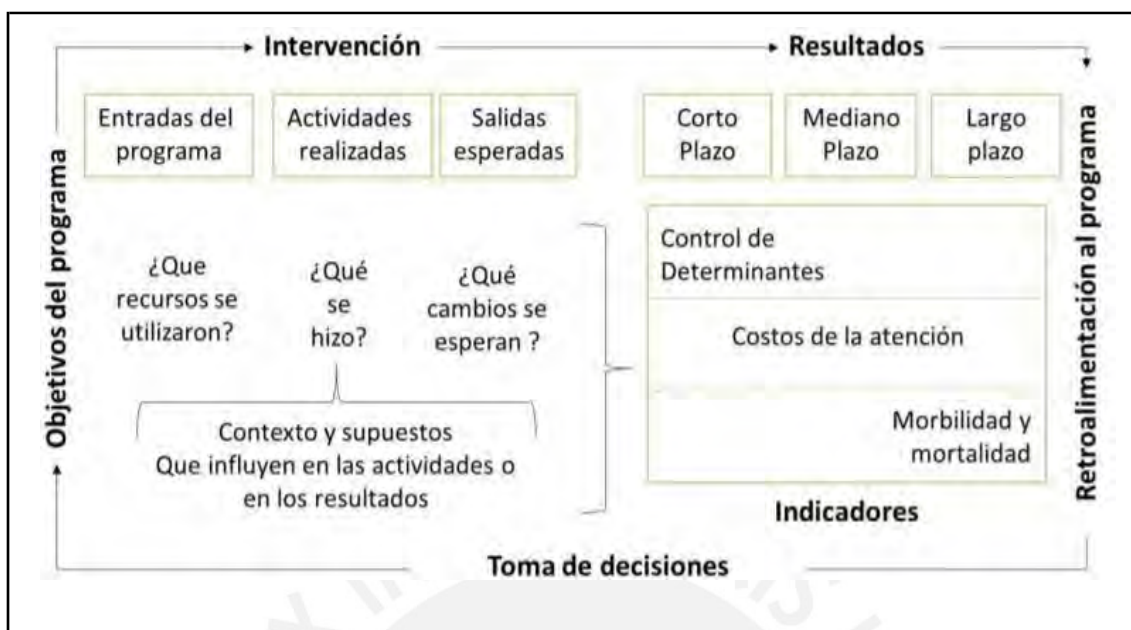 Intervención
Resultados
Objetivos del programa
Entradas del
programa
Actividades
realizadas
Salidas
esperadas
Corto
Plazo
Mediano
Plazo
Largo
plazo
¿Que
recursos se
utilizaron?
¿Qué
se
hizo?
¿Qué
cambios se
esperan ?
Contexto y supuestos
Que influyen en las actividades o
en los resultados
Control de
Determinantes
Costos de la atención
Morbilidad y
mortalidad
Indicadores
Retroalimentación al programa
Toma de decisiones